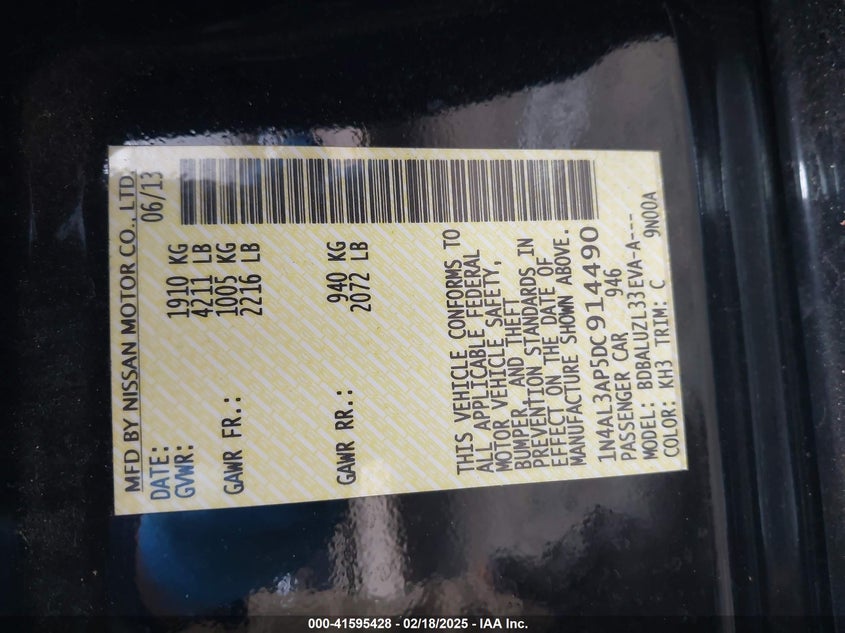 MFD BY NISSAN MOTOR CO., LTD.
DATE: 06/13
GVWR: 1910 KG
4211 LB
GAWR FR.: 1005 KG
2216 LB
GAWR RR.: 940 KG
2072 LB
THIS VEHICLE CONFORMS TO
ALL APPLICABLE FEDERAL
MOTOR VEHICLE SAFETY,
BUMPER, AND THEFT
PREVENTION STANDARDS IN
EFFECT ON THE DATE OF
MANUFACTURE SHOWN ABOVE.
1N4AL3AP5DC914490
PASSENGER CAR 946
MODEL: BDBALUZL33EVA-A---
COLOR: KH3 TRIM: C 9N00A
000-41595428 - 02/18/2025 - IAA Inc.